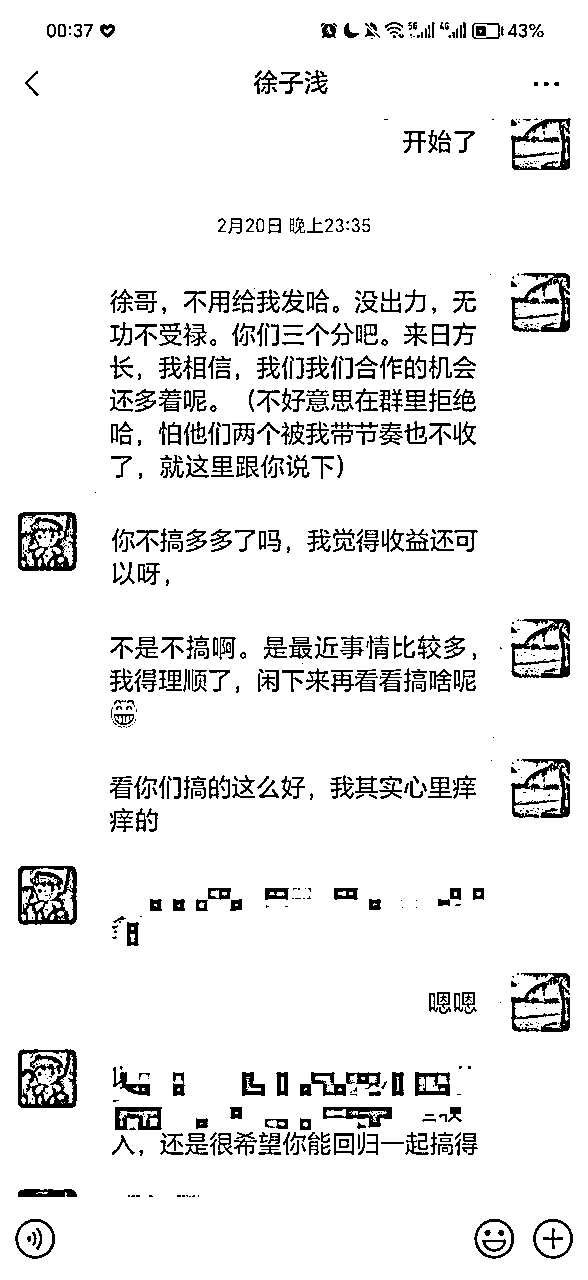 00:37
5G
4G
43%
徐子浅
开始了
2月20日 晚上23:35
徐哥，不用给我发哈。没出力，无
功不受禄。你们三个分吧。来日方
长，我相信，我们我们合作的机会
还多着呢。（不好意思在群里拒绝
哈，怕他们两个被我带节奏也不收
了，就这里跟你说下）
你不搞多多了吗，我觉得收益还可
以呀，
不是不搞啊。是最近事情比较多，
我得理顺了，闲下来再看看搞啥呢
😁
看你们搞的这么好，我其实心里痒
痒的
嗯嗯
入，还是很希望你能回归一起搞得